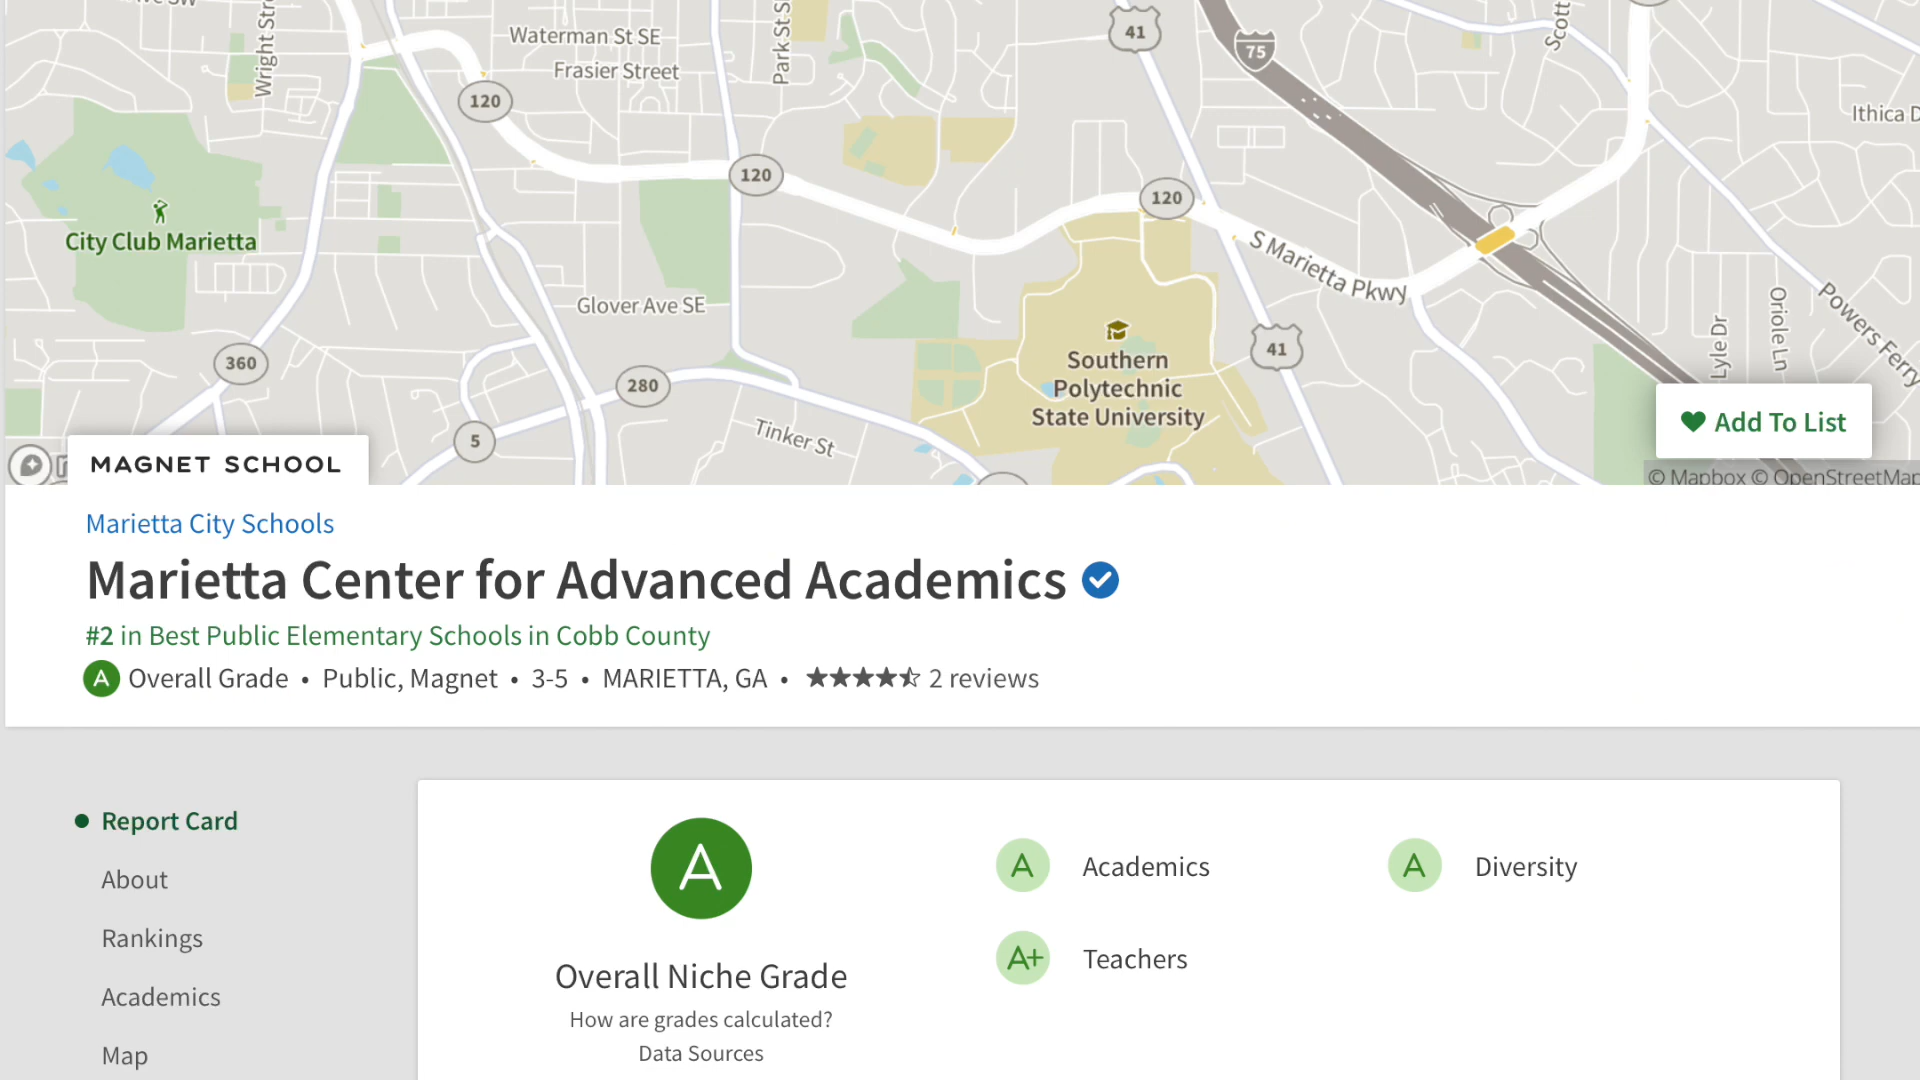 Wright Str
Waterman St SE
Frasier Street
Park St S
41
75
Scott
Ithica D
120
120
120
City Club Marietta
S Marietta Pkwy
Glover Ave SE
Southern
Polytechnic
State University
41
Lyle Dr
Oriole Ln
Powers Ferry
360
280
5
Tinker St
Add To List
© Mapbox © OpenStreetMap
MAGNET SCHOOL
Marietta City Schools
Marietta Center for Advanced Academics
#2 in Best Public Elementary Schools in Cobb County
A Overall Grade • Public, Magnet • 3-5 • MARIETTA, GA • 2 reviews
Report Card
About
Rankings
Academics
Map
A
Overall Niche Grade
How are grades calculated?
Data Sources
A Academics
A Diversity
A+ Teachers